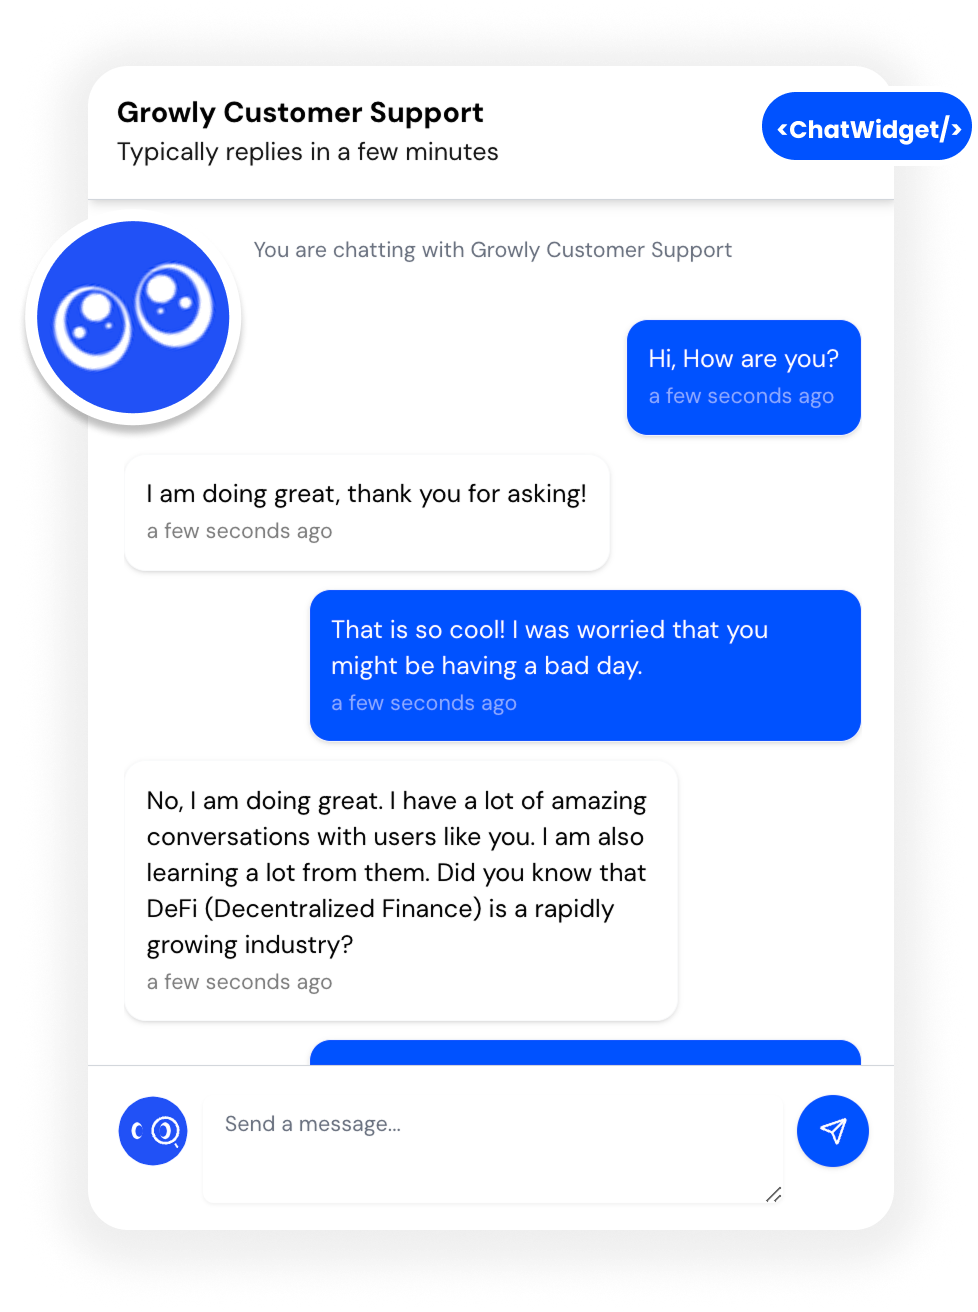 Growly Customer Support
Typically replies in a few minutes
<ChatWidget/>
You are chatting with Growly Customer Support
Hi, How are you?
a few seconds ago
I am doing great, thank you for asking!
a few seconds ago
That is so cool! I was worried that you
might be having a bad day.
a few seconds ago
No, I am doing great. I have a lot of amazing
conversations with users like you. I am also
learning a lot from them. Did you know that
DeFi (Decentralized Finance) is a rapidly
growing industry?
a few seconds ago
Send a message...